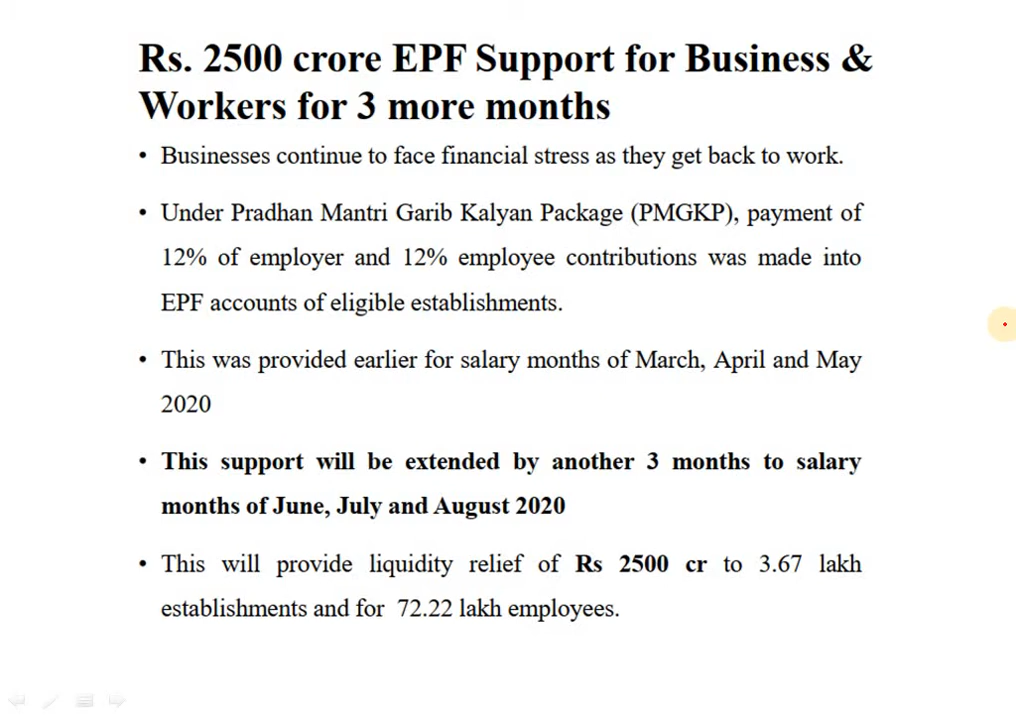 Rs. 2500 crore EPF Support for Business &
Workers for 3 more months
• Businesses continue to face financial stress as they get back to work.
• Under Pradhan Mantri Garib Kalyan Package (PMGKP), payment of
12% of employer and 12% employee contributions was made into
EPF accounts of eligible establishments.
• This was provided earlier for salary months of March, April and May
2020
• This support will be extended by another 3 months to salary
months of June, July and August 2020
• This will provide liquidity relief of Rs 2500 cr to 3.67 lakh
establishments and for 72.22 lakh employees.